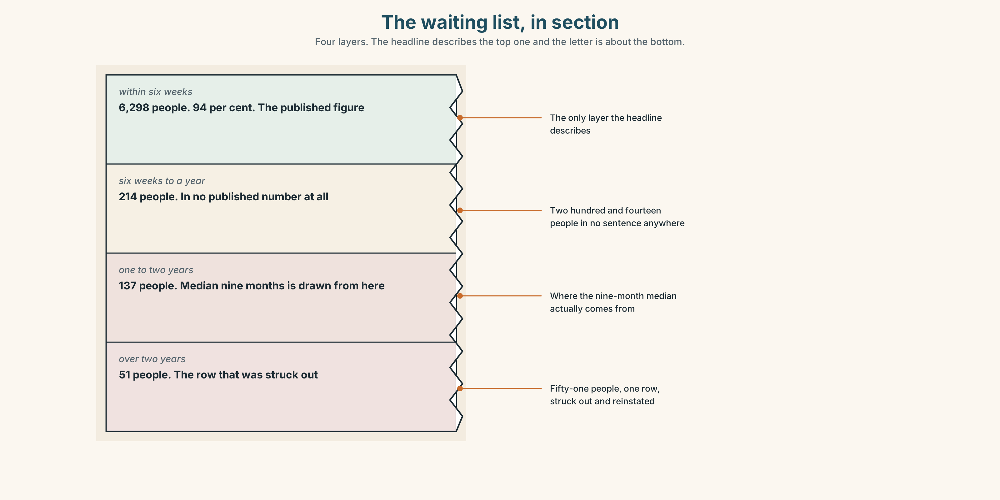 The waiting list, in section
Four layers. The headline describes the top one and the letter is about the bottom.
within six weeks
6,298 people. 94 per cent. The published figure
The only layer the headline
describes
six weeks to a year
214 people. In no published number at all
Two hundred and fourteen
people in no sentence anywhere
one to two years
137 people. Median nine months is drawn from here
Where the nine-month median
actually comes from
over two years
51 people. The row that was struck out
Fifty-one people, one row,
struck out and reinstated